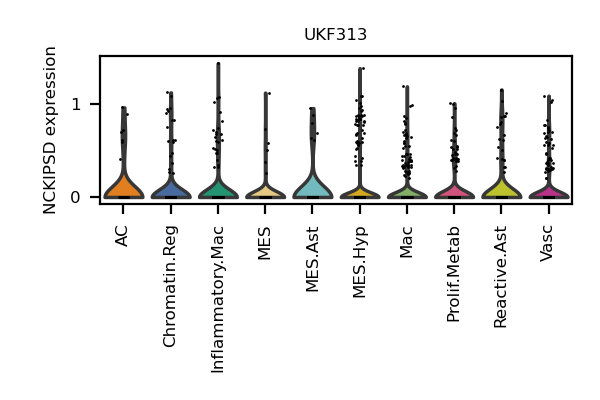 UKF313
NCKIPSD expression
1
0
AC
Chromatin.Reg
Inflammatory.Mac
MES
MES.Ast
MES.Hyp
Mac
Prolif.Metab
Reactive.Ast
Vasc